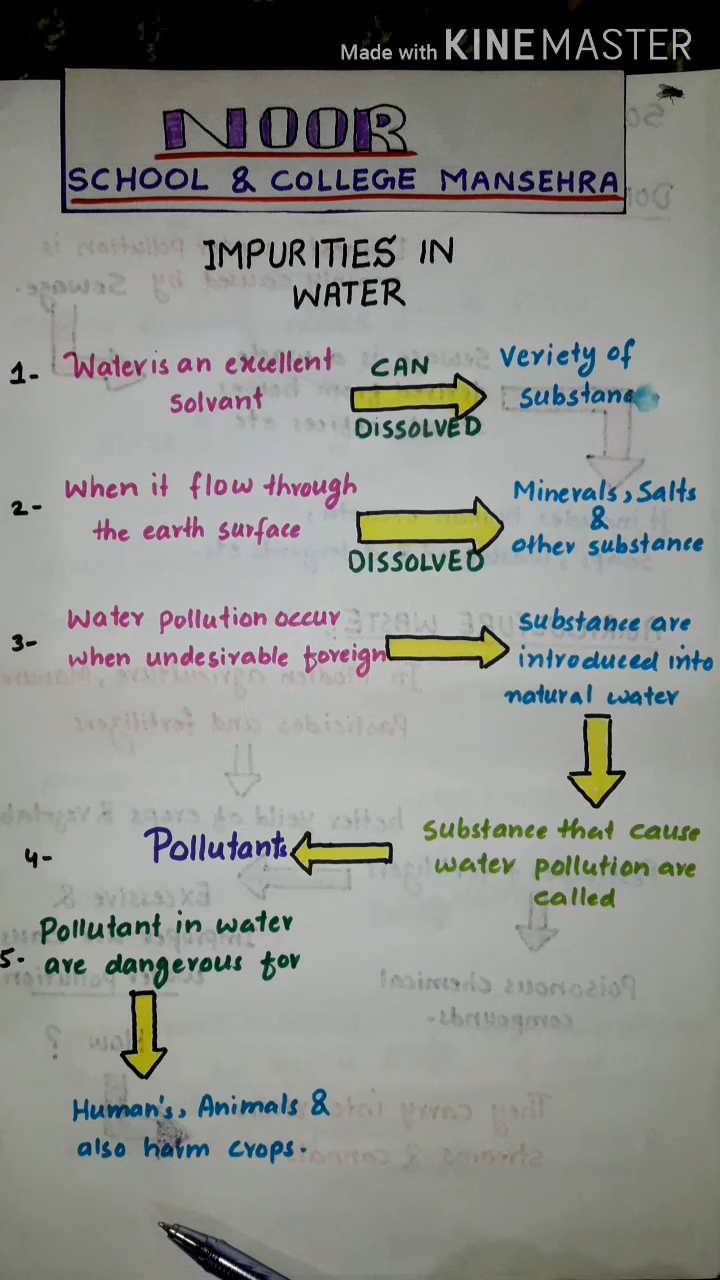 Made with KINEMASTER
NOOR
SCHOOL & COLLEGE MANSEHRA
IMPURITIES IN
WATER
1- Water is an excellent
solvant
CAN
DISSOLVED
Veriety of
substanc
2- when it flow through
the earth surface
DISSOLVED
Minerals, Salts
&
other substance
3- Water pollution occur
when undesirable foreign
substance are
introduced into
natural water
substance that cause
water pollution are
called
4- Pollutants
5- Pollutant in water
are dangerous for
Human's, Animals &
also harm crops.